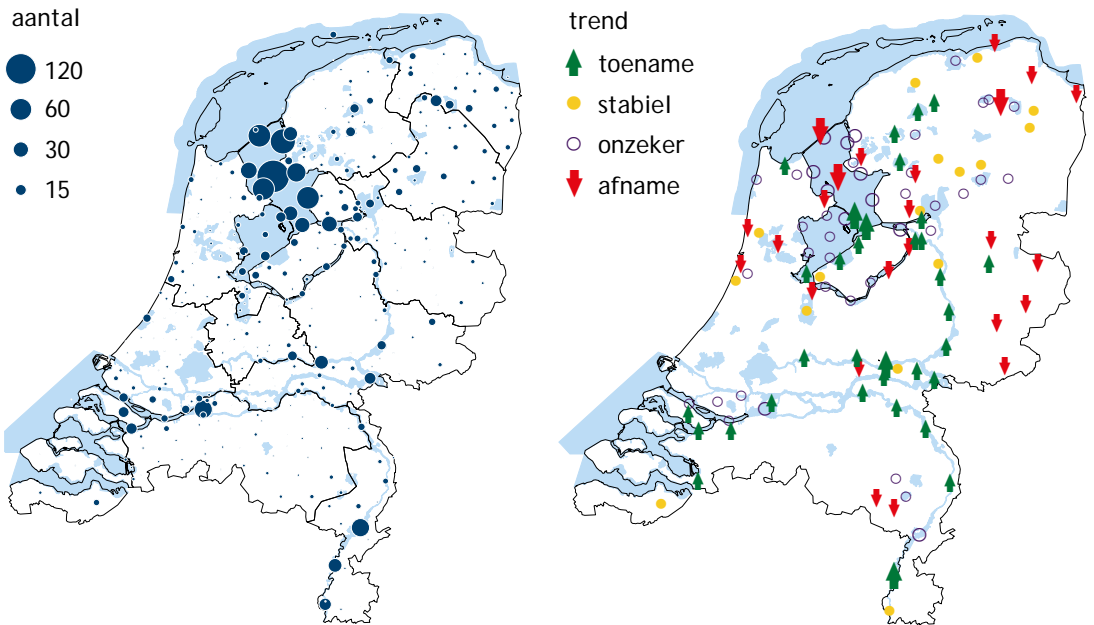 aantal
120
60
30
15
trend
toename
stabiel
onzeker
afname